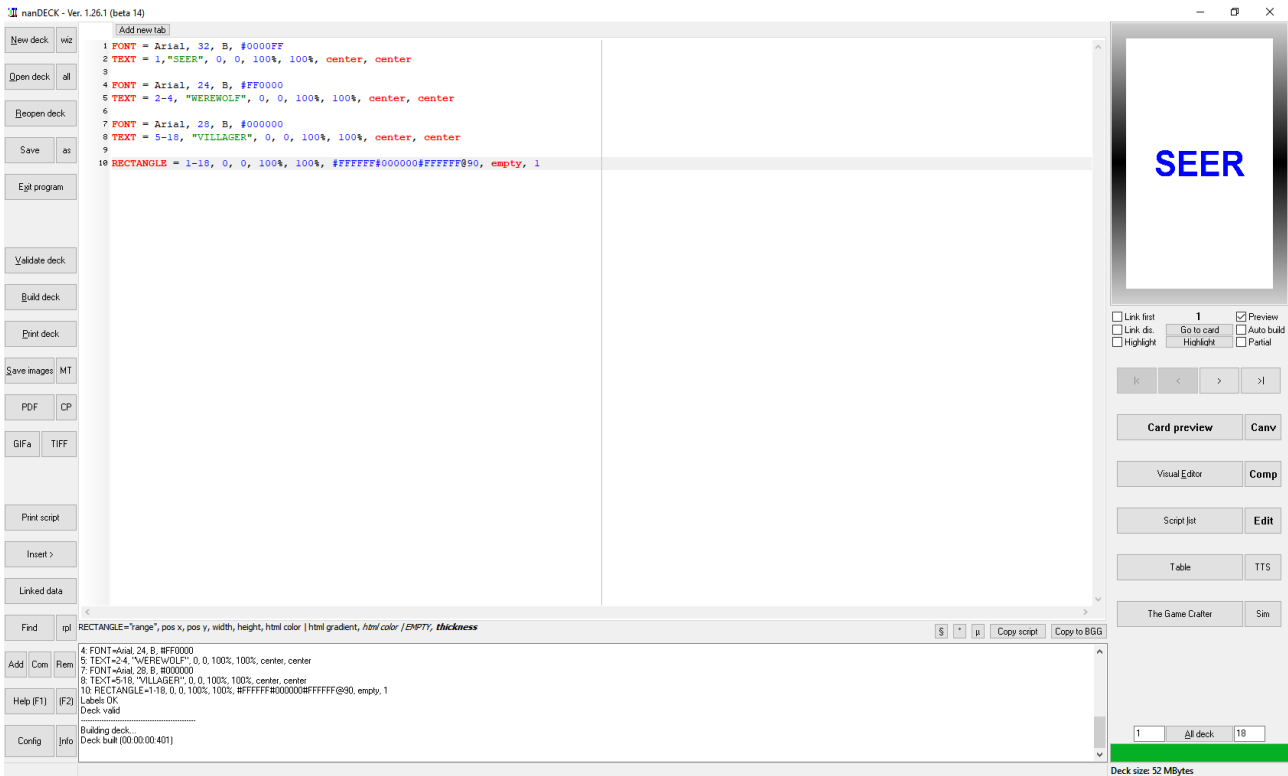 nanDECK - Ver. 1.26.1 (beta 14)
New deck wiz
Open deck all
Reopen deck
Save as
Exit program
Validate deck
Build deck
Print deck
Save images MT
PDF CP
GIFa TIFF
Print script
Insert >
Linked data
Find rpl
Add Com Rem
Help (F1) (F2)
Config Info
Add new tab
1 FONT = Arial, 32, B, #0000FF
2 TEXT = 1,"SEER", 0, 0, 100%, 100%, center, center
3
4 FONT = Arial, 24, B, #FF0000
5 TEXT = 2-4, "WEREWOLF", 0, 0, 100%, 100%, center, center
6
7 FONT = Arial, 28, B, #000000
8 TEXT = 5-18, "VILLAGER", 0, 0, 100%, 100%, center, center
9
10 RECTANGLE = 1-18, 0, 0, 100%, 100%, #FFFFFF#000000#FFFFFF@90, empty, 1
RECTANGLE="range", pos x, pos y, width, height, html color | html gradient, html color | EMPTY, thickness
§ " µ Copy script Copy to BGG
4: FONT=Arial, 24, B, #FF0000
5: TEXT=2-4, "WEREWOLF", 0, 0, 100%, 100%, center, center
7: FONT=Arial, 28, B, #000000
8: TEXT=5-18, "VILLAGER", 0, 0, 100%, 100%, center, center
10: RECTANGLE=1-18, 0, 0, 100%, 100%, #FFFFFF#000000#FFFFFF@90, empty, 1
Labels OK
Deck valid
Building deck...
Deck built (00:00:00:401)
SEER
Link first 1 Preview
Link dis. Go to card Auto build
Highlight Highlight Partial
|< < > >|
Card preview Canv
Visual Editor Comp
Script list Edit
Table TTS
The Game Crafter Sim
1 All deck 18
Deck size: 52 MBytes